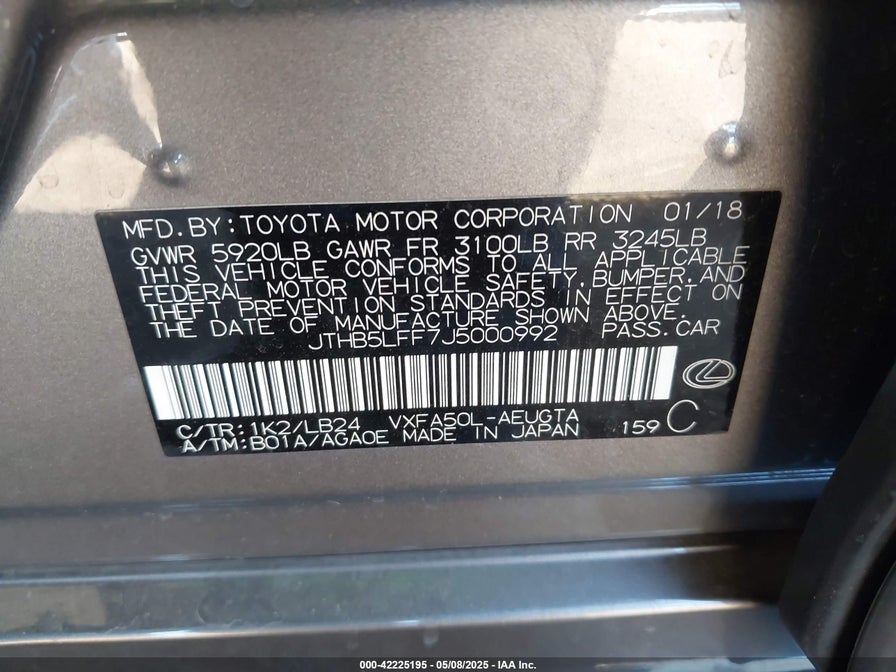 MFD.BY:TOYOTA MOTOR CORPORATION 01/18
GVWR 5920LB GAWR FR 3100LB RR 3245LB
THIS VEHICLE CONFORMS TO ALL APPLICABLE
FEDERAL MOTOR VEHICLE SAFETY,BUMPER,AND
THEFT PREVENTION STANDARDS IN EFFECT ON
THE DATE OF MANUFACTURE SHOWN ABOVE.
JTHB5LFF7J5000992 PASS.CAR
C/TR:1K2/LB24 VXFA50L-AEUGTA
A/TM:B01A/AGA0E MADE IN JAPAN 159 C
000-42225195 - 05/08/2025 - IAA Inc.